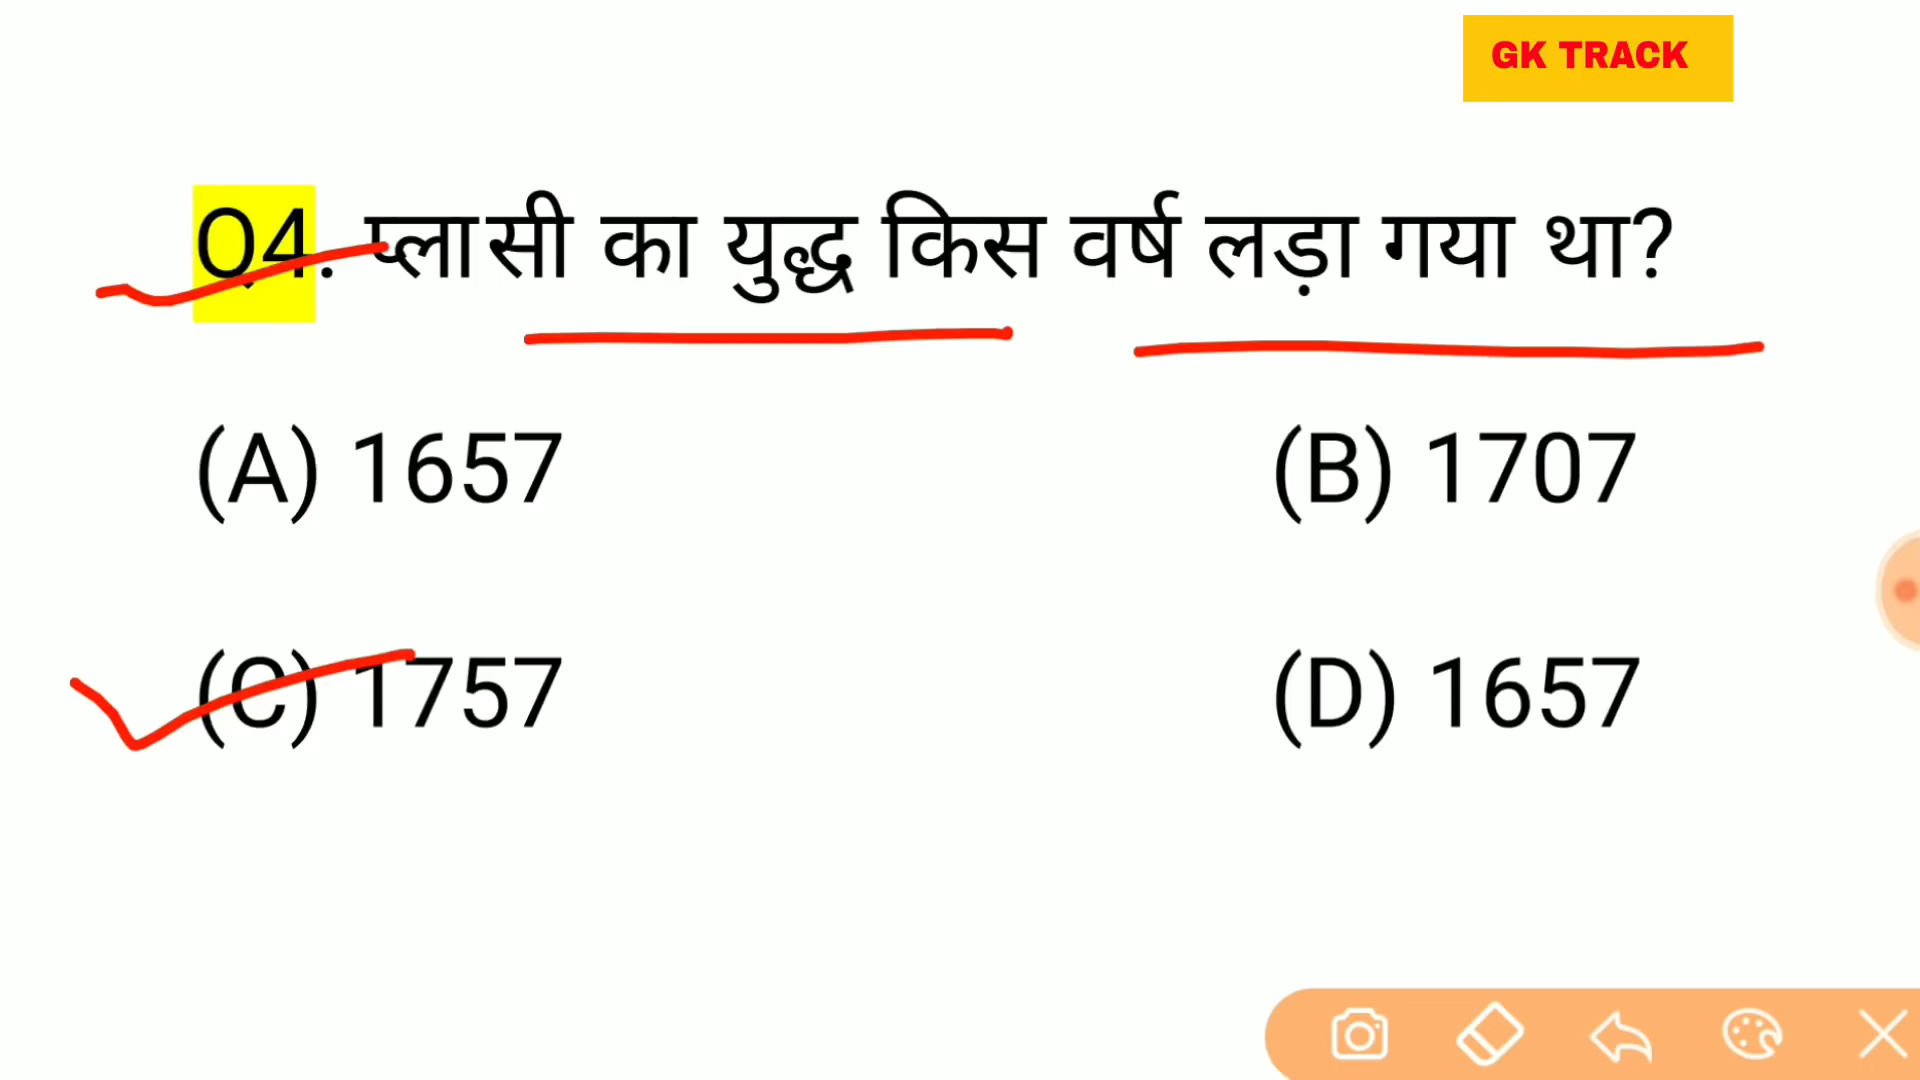 GK TRACK
Q4. प्लासी का युद्ध किस वर्ष लड़ा गया था?
(A) 1657
(B) 1707
(C) 1757
(D) 1657